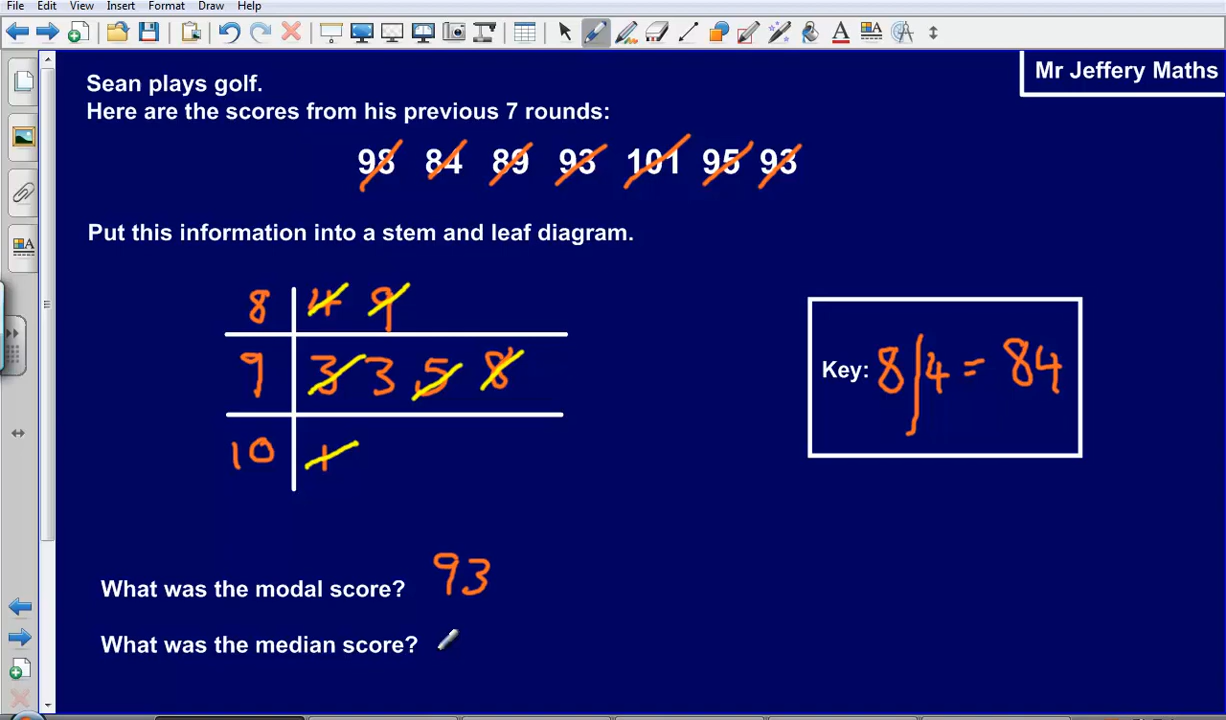 File Edit View Insert Format Draw Help
Mr Jeffery Maths
Sean plays golf.
Here are the scores from his previous 7 rounds:
98 84 89 93 101 95 93
Put this information into a stem and leaf diagram.
8 | 4 9
9 | 3 3 5 8
10 | 1
Key: 8|4 = 84
What was the modal score? 93
What was the median score?